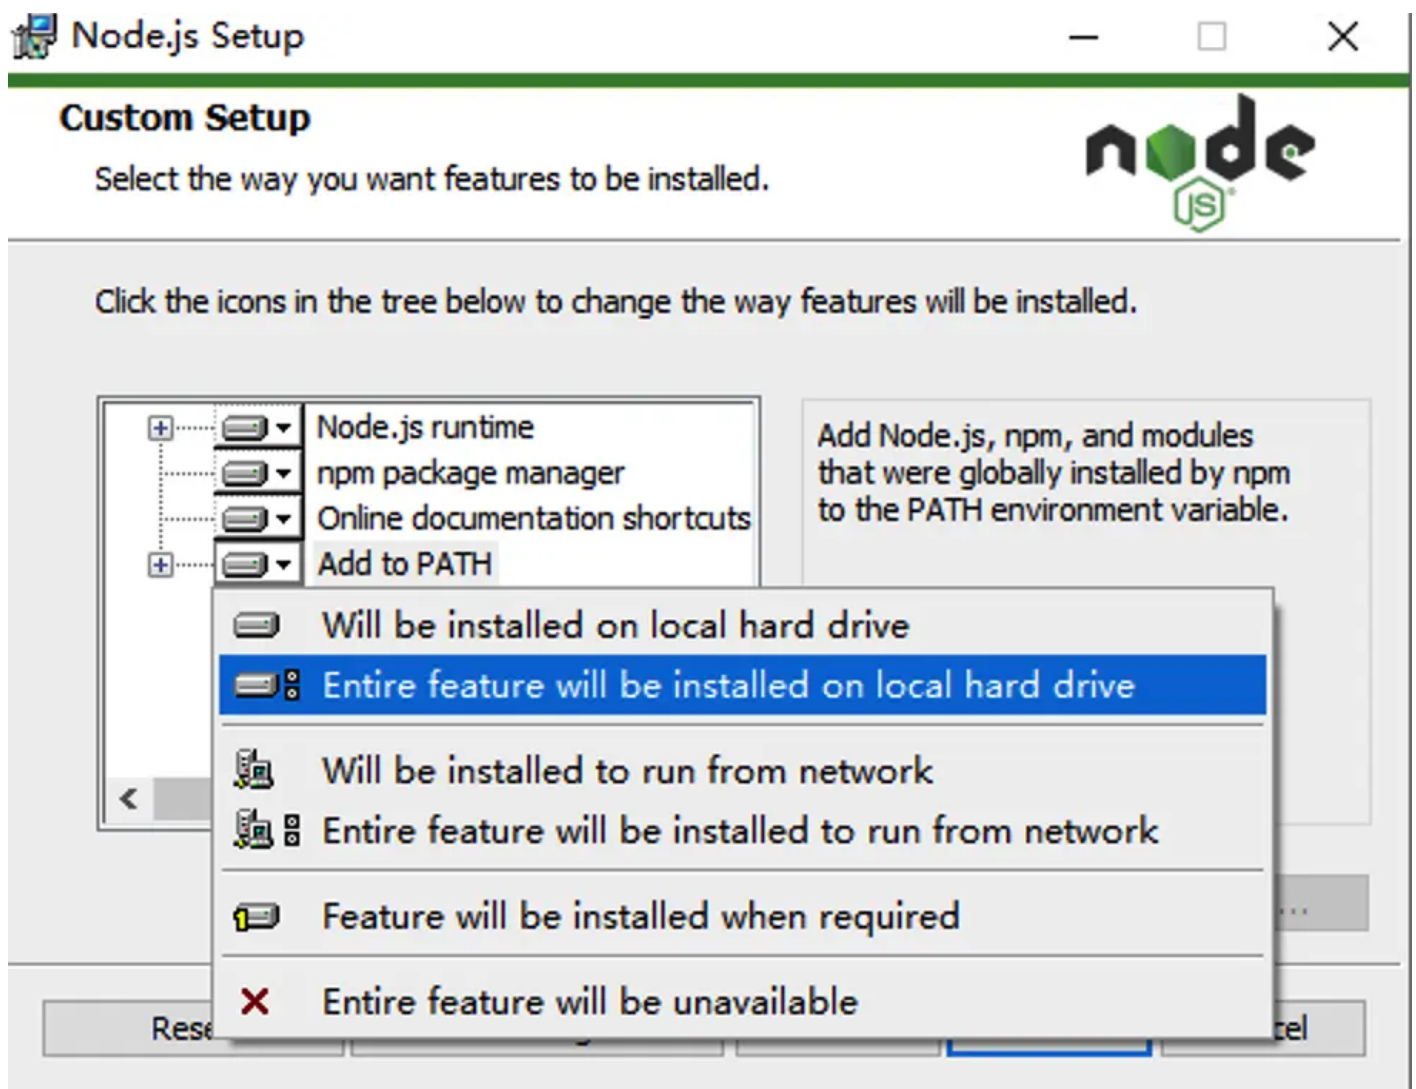 Node.js Setup
Custom Setup
Select the way you want features to be installed.
node
JS
Click the icons in the tree below to change the way features will be installed.
Node.js runtime
npm package manager
Online documentation shortcuts
Add to PATH
Add Node.js, npm, and modules
that were globally installed by npm
to the PATH environment variable.
Will be installed on local hard drive
Entire feature will be installed on local hard drive
Will be installed to run from network
Entire feature will be installed to run from network
Feature will be installed when required
Entire feature will be unavailable